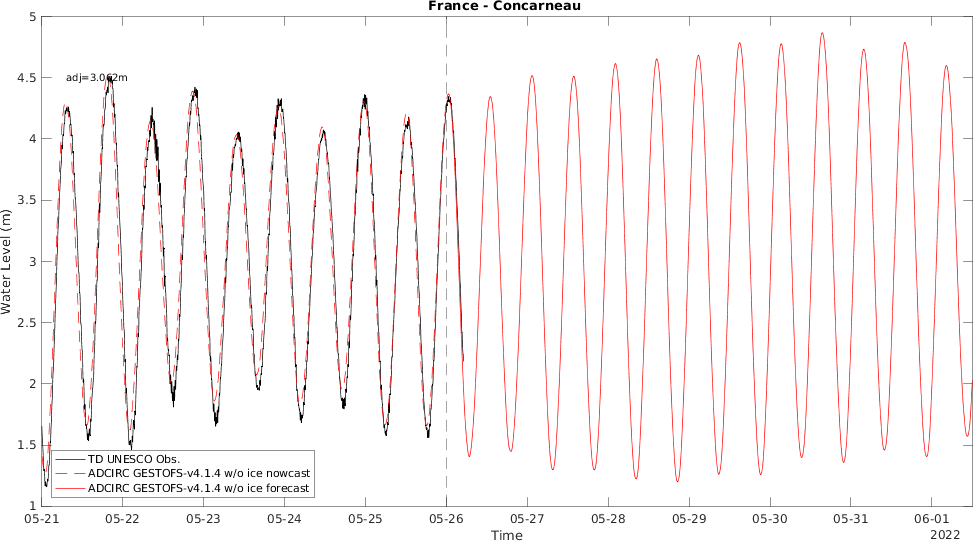 France - Concarneau
Water Level (m)
5
4.5
4
3.5
3
2.5
2
1.5
1
adj=3.062m
TD UNESCO Obs.
ADCIRC GESTOFS-v4.1.4 w/o ice nowcast
ADCIRC GESTOFS-v4.1.4 w/o ice forecast
05-21 05-22 05-23 05-24 05-25 05-26 05-27 05-28 05-29 05-30 05-31 06-01
2022
Time